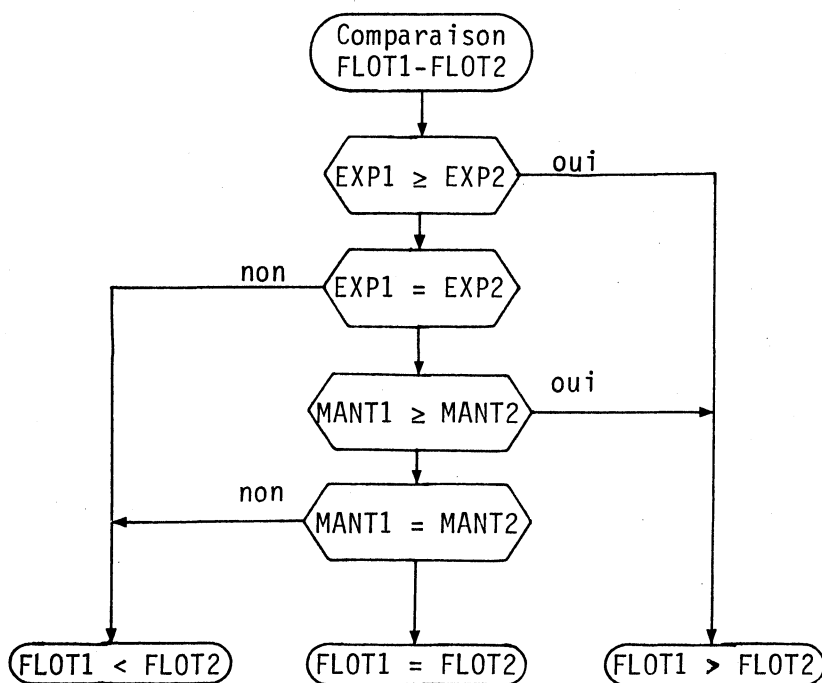 Comparaison
FLOT1-FLOT2
EXP1 ≥ EXP2
oui
non
EXP1 = EXP2
oui
MANT1 ≥ MANT2
non
MANT1 = MANT2
FLOT1 < FLOT2
FLOT1 = FLOT2
FLOT1 > FLOT2